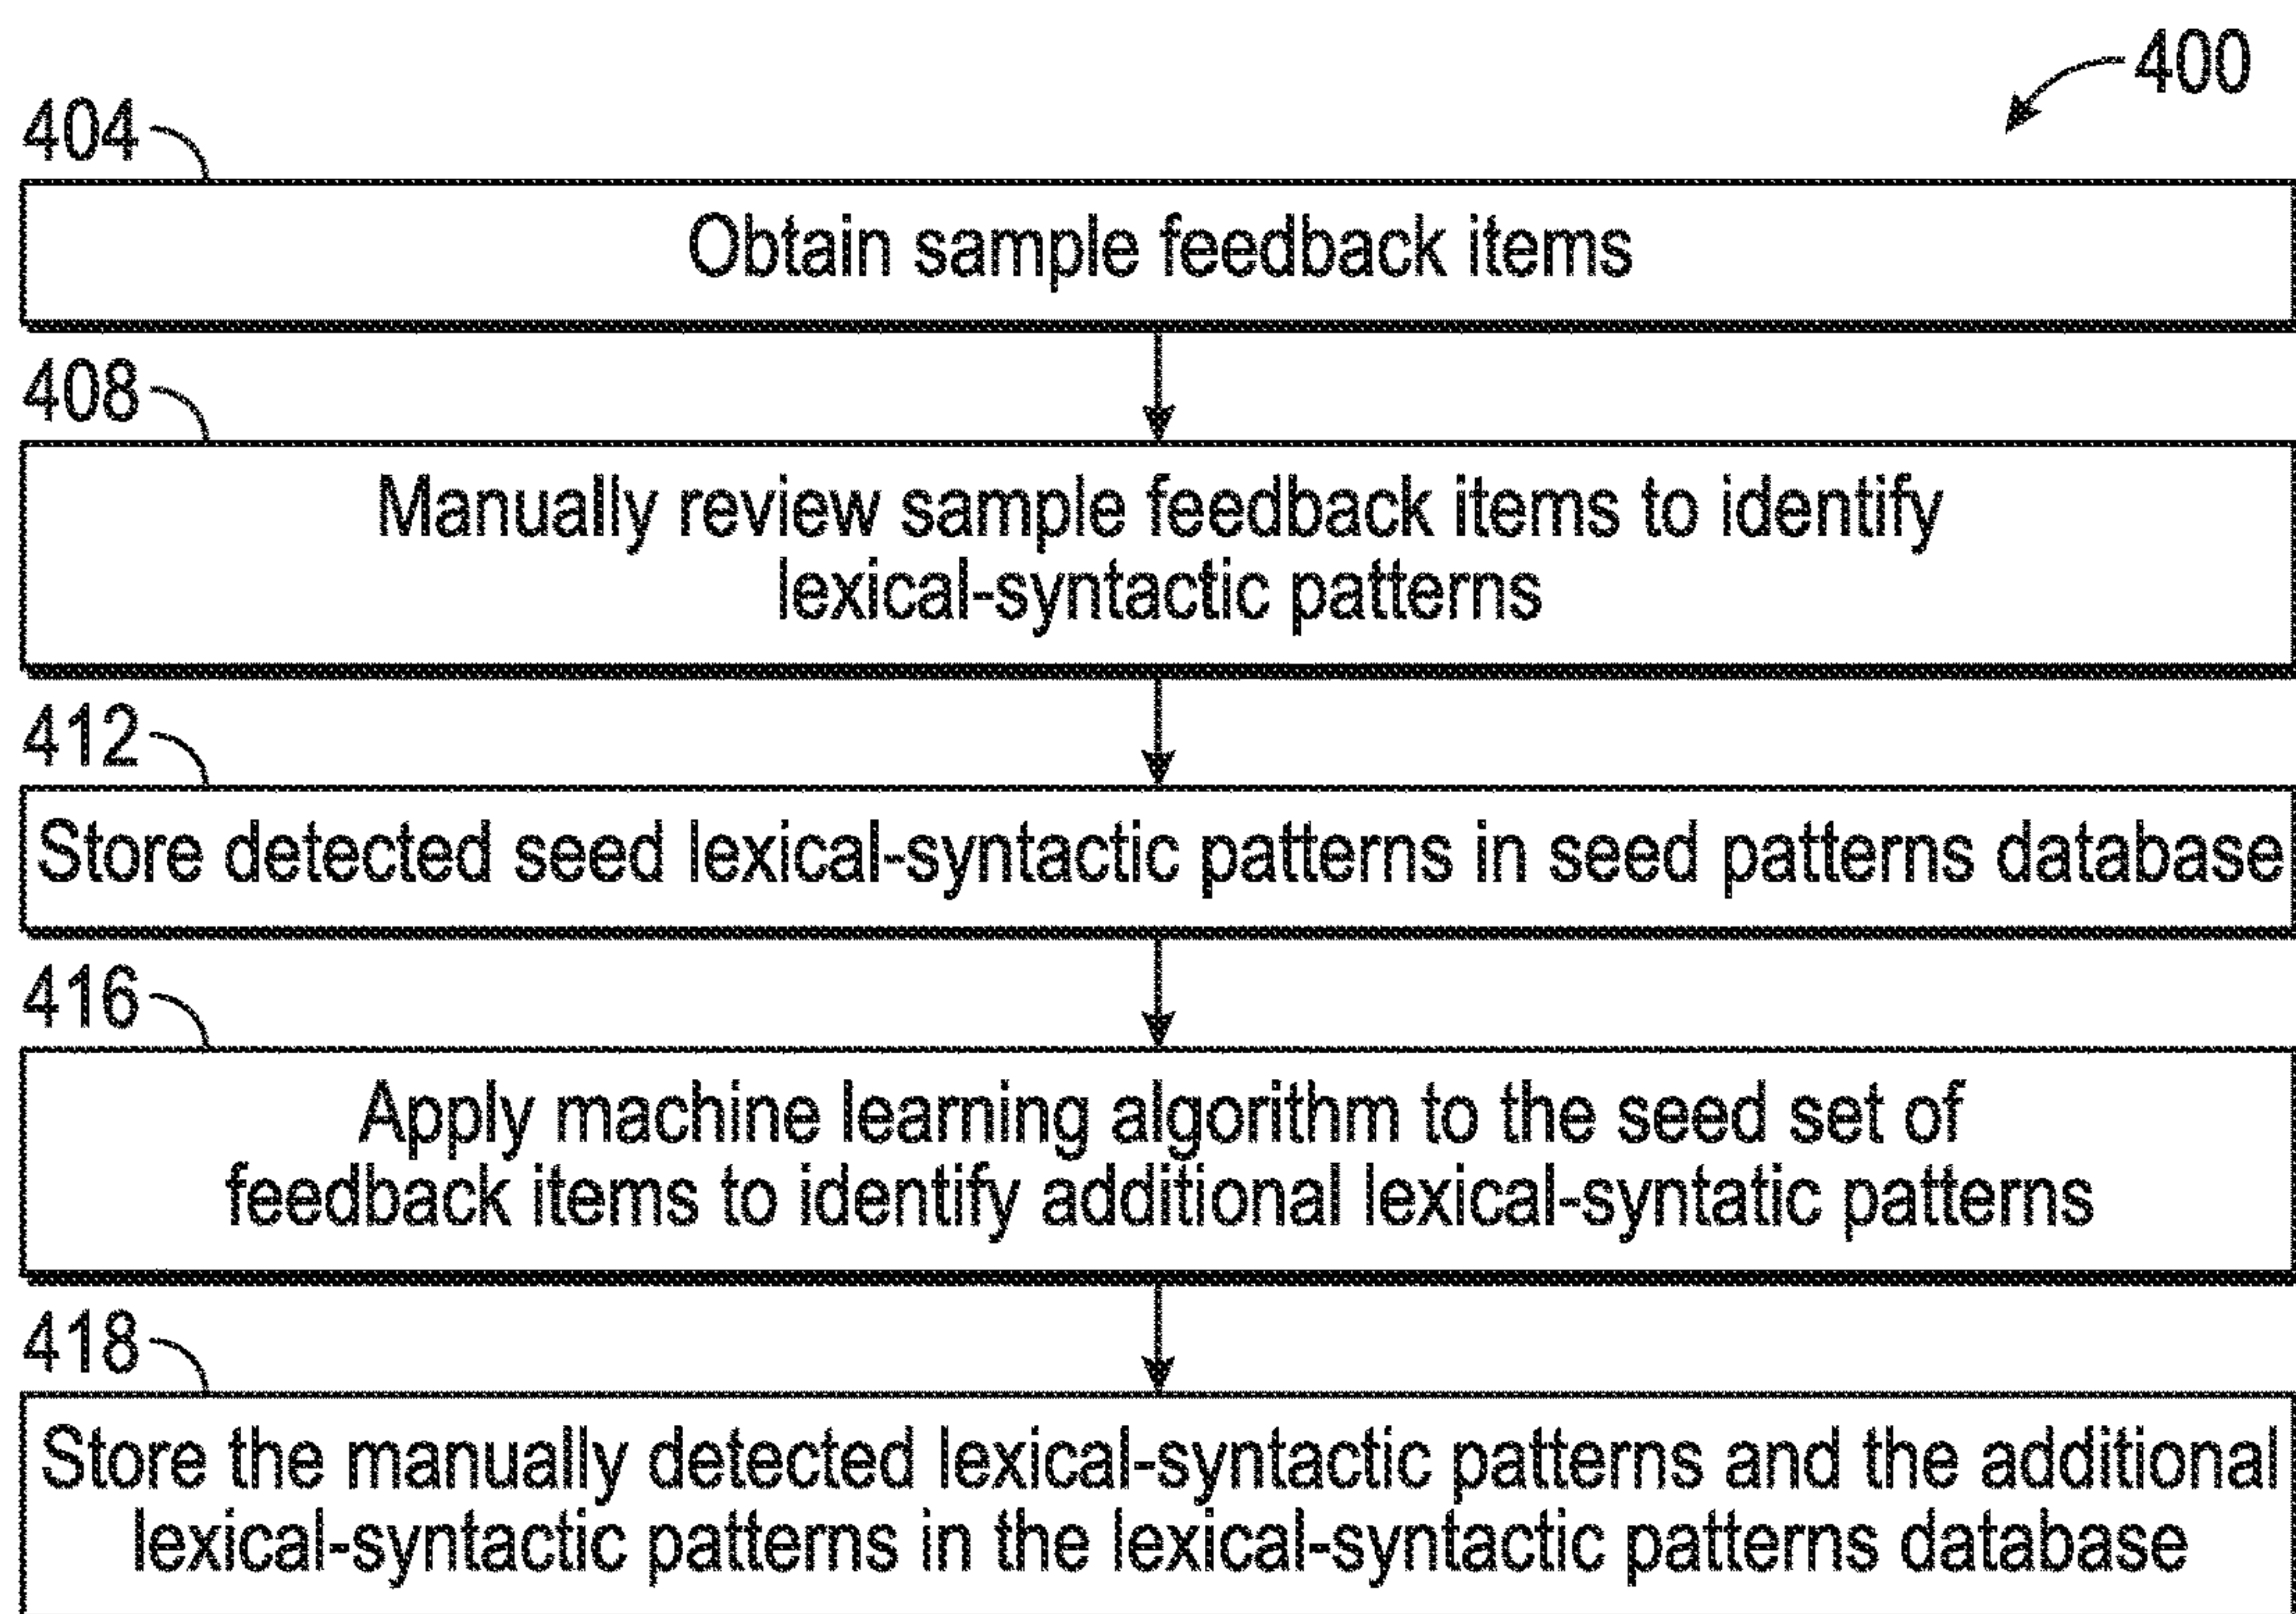 400
404
Obtain sample feedback items
408
Manually review sample feedback items to identify
lexical-syntactic patterns
412
Store detected seed lexical-syntactic patterns in seed patterns database
416
Apply machine learning algorithm to the seed set of
feedback items to identify additional lexical-syntatic patterns
418
Store the manually detected lexical-syntactic patterns and the additional
lexical-syntactic patterns in the lexical-syntactic patterns database